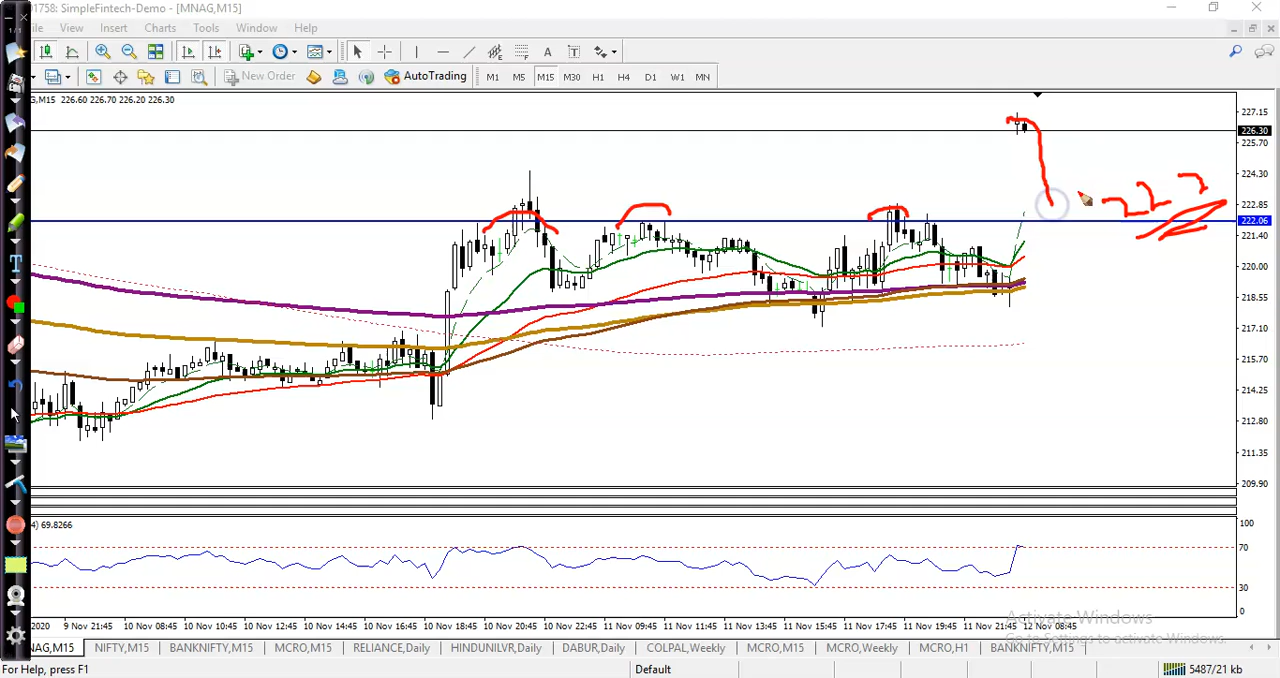 01758: SimpleFintech-Demo - [MNAG,M15]
ile View Insert Charts Tools Window Help
New Order AutoTrading M1 M5 M15 M30 H1 H4 D1 W1 MN
G,M15 226.60 226.70 226.20 226.30
227.15
226.30
225.70
224.30
222.85
222.06
221.40
220.00
218.55
217.10
215.70
214.25
212.80
211.35
209.90
222
4) 69.8266
100
70
30
0
2020 9 Nov 21:45 10 Nov 08:45 10 Nov 10:45 10 Nov 12:45 10 Nov 14:45 10 Nov 16:45 10 Nov 18:45 10 Nov 20:45 10 Nov 22:45 11 Nov 09:45 11 Nov 11:45 11 Nov 13:45 11 Nov 15:45 11 Nov 17:45 11 Nov 19:45 11 Nov 21:45 12 Nov 08:45
Activate Windows
Go to Settings to activate Windows.
NAG,M15 NIFTY,M15 BANKNIFTY,M15 MCRO,M15 RELIANCE,Daily HINDUNILVR,Daily DABUR,Daily COLPAL,Weekly MCRO,M15 MCRO,Weekly MCRO,H1 BANKNIFTY,M15
For Help, press F1 Default 5487/21 kb